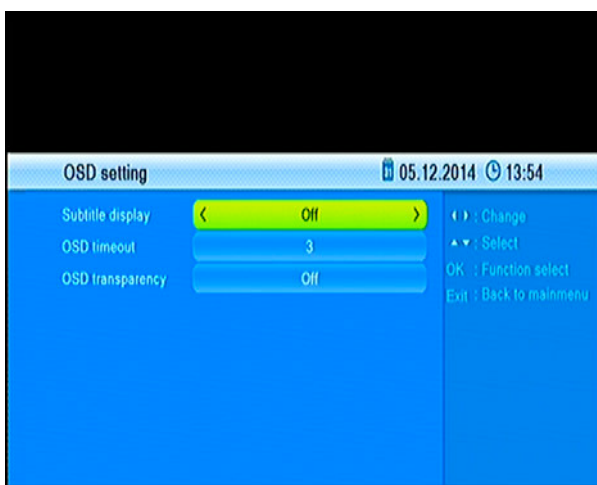 OSD setting
05.12.2014 13:54
Subtitle display
Off
OSD timeout
3
OSD transparency
Off
: Change
: Select
OK : Function select
Exit : Back to mainmenu